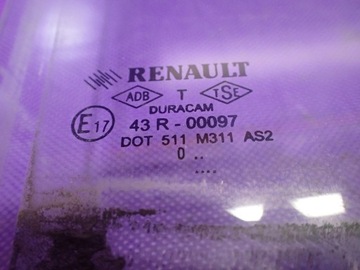 RENAULT
ADB T TSE
DURACAM
E17 43 R - 00097
DOT 511 M311 AS2
0 ..
....